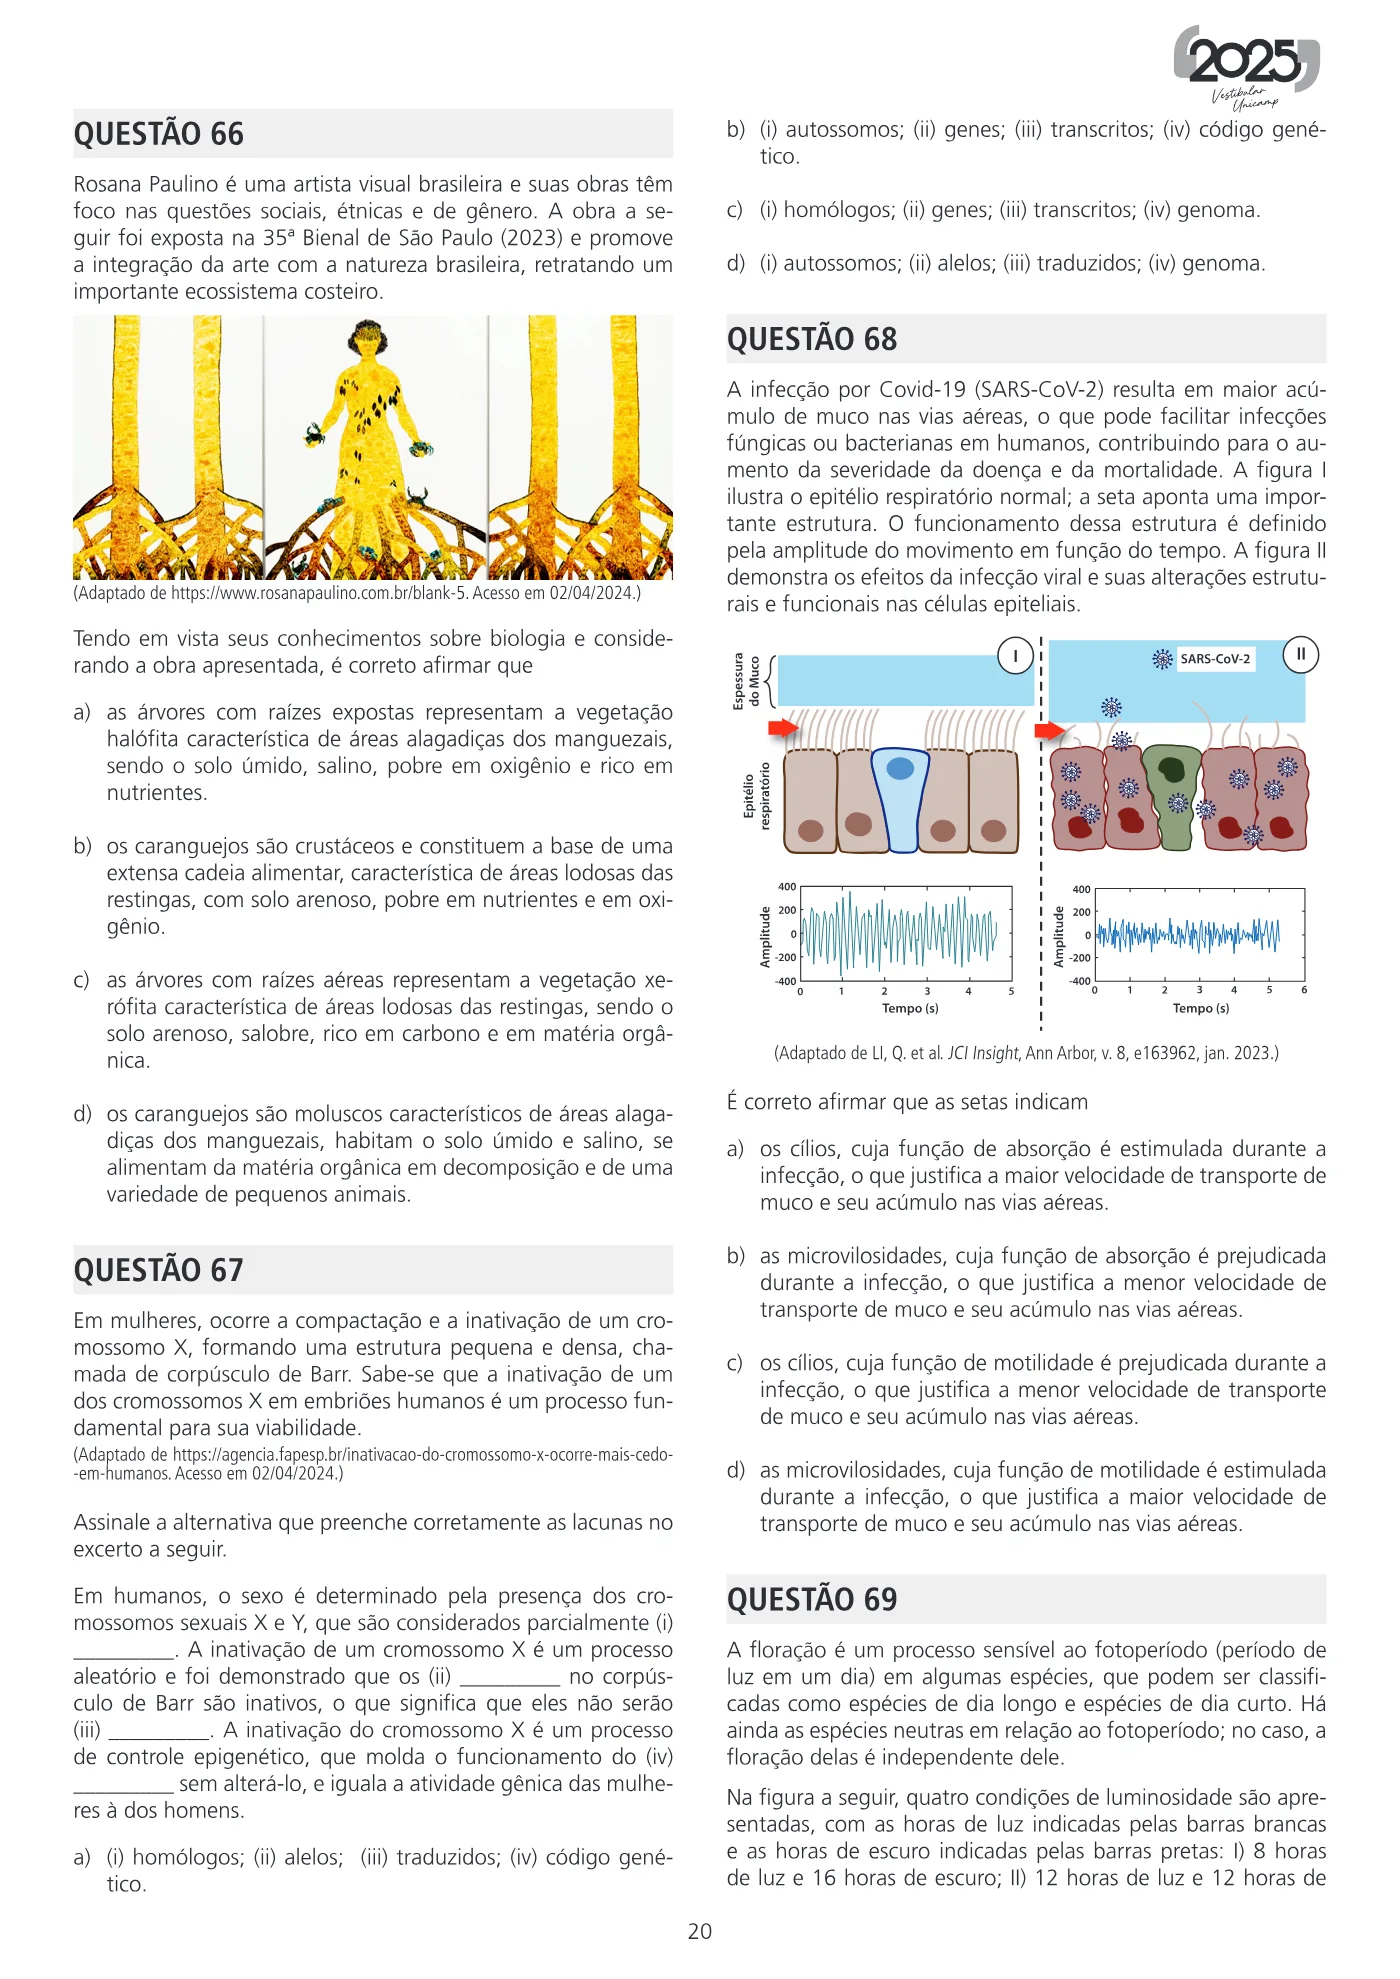 2025
Vestibular
Unicamp
QUESTÃO 66
Rosana Paulino é uma artista visual brasileira e suas obras têm
foco nas questões sociais, étnicas e de gênero. A obra a se-
guir foi exposta na 35ª Bienal de São Paulo (2023) e promove
a integração da arte com a natureza brasileira, retratando um
importante ecossistema costeiro.
(Adaptado de https://www.rosanapaulino.com.br/blank-5. Acesso em 02/04/2024.)
Tendo em vista seus conhecimentos sobre biologia e conside-
rando a obra apresentada, é correto afirmar que
a) as árvores com raízes expostas representam a vegetação
halófita característica de áreas alagadiças dos manguezais,
sendo o solo úmido, salino, pobre em oxigênio e rico em
nutrientes.
b) os caranguejos são crustáceos e constituem a base de uma
extensa cadeia alimentar, característica de áreas lodosas das
restingas, com solo arenoso, pobre em nutrientes e em oxi-
gênio.
c) as árvores com raízes aéreas representam a vegetação xe-
rófita característica de áreas lodosas das restingas, sendo o
solo arenoso, salobre, rico em carbono e em matéria orgâ-
nica.
d) os caranguejos são moluscos característicos de áreas alaga-
diças dos manguezais, habitam o solo úmido e salino, se
alimentam da matéria orgânica em decomposição e de uma
variedade de pequenos animais.
QUESTÃO 67
Em mulheres, ocorre a compactação e a inativação de um cro-
mossomo X, formando uma estrutura pequena e densa, cha-
mada de corpúsculo de Barr. Sabe-se que a inativação de um
dos cromossomos X em embriões humanos é um processo fun-
damental para sua viabilidade.
(Adaptado de https://agencia.fapesp.br/inativacao-do-cromossomo-x-ocorre-mais-cedo-
-em-humanos. Acesso em 02/04/2024.)
Assinale a alternativa que preenche corretamente as lacunas no
excerto a seguir.
Em humanos, o sexo é determinado pela presença dos cro-
mossomos sexuais X e Y, que são considerados parcialmente (i)
_________. A inativação de um cromossomo X é um processo
aleatório e foi demonstrado que os (ii) _________ no corpús-
culo de Barr são inativos, o que significa que eles não serão
(iii) _________. A inativação do cromossomo X é um processo
de controle epigenético, que molda o funcionamento do (iv)
_________ sem alterá-lo, e iguala a atividade gênica das mulhe-
res à dos homens.
a) (i) homólogos; (ii) alelos; (iii) traduzidos; (iv) código gené-
tico.
b) (i) autossomos; (ii) genes; (iii) transcritos; (iv) código gené-
tico.
c) (i) homólogos; (ii) genes; (iii) transcritos; (iv) genoma.
d) (i) autossomos; (ii) alelos; (iii) traduzidos; (iv) genoma.
QUESTÃO 68
A infecção por Covid-19 (SARS-CoV-2) resulta em maior acú-
mulo de muco nas vias aéreas, o que pode facilitar infecções
fúngicas ou bacterianas em humanos, contribuindo para o au-
mento da severidade da doença e da mortalidade. A figura I
ilustra o epitélio respiratório normal; a seta aponta uma impor-
tante estrutura. O funcionamento dessa estrutura é definido
pela amplitude do movimento em função do tempo. A figura II
demonstra os efeitos da infecção viral e suas alterações estrutu-
rais e funcionais nas células epiteliais.
Espessura
do Muco
I
SARS-CoV-2
II
Epitélio
respiratório
Amplitude
400
200
0
-200
-400
0 1 2 3 4 5
Tempo (s)
Amplitude
400
200
0
-200
-400
0 1 2 3 4 5 6
Tempo (s)
(Adaptado de LI, Q. et al. JCI Insight, Ann Arbor, v. 8, e163962, jan. 2023.)
É correto afirmar que as setas indicam
a) os cílios, cuja função de absorção é estimulada durante a
infecção, o que justifica a maior velocidade de transporte de
muco e seu acúmulo nas vias aéreas.
b) as microvilosidades, cuja função de absorção é prejudicada
durante a infecção, o que justifica a menor velocidade de
transporte de muco e seu acúmulo nas vias aéreas.
c) os cílios, cuja função de motilidade é prejudicada durante a
infecção, o que justifica a menor velocidade de transporte
de muco e seu acúmulo nas vias aéreas.
d) as microvilosidades, cuja função de motilidade é estimulada
durante a infecção, o que justifica a maior velocidade de
transporte de muco e seu acúmulo nas vias aéreas.
QUESTÃO 69
A floração é um processo sensível ao fotoperíodo (período de
luz em um dia) em algumas espécies, que podem ser classifi-
cadas como espécies de dia longo e espécies de dia curto. Há
ainda as espécies neutras em relação ao fotoperíodo; no caso, a
floração delas é independente dele.
Na figura a seguir, quatro condições de luminosidade são apre-
sentadas, com as horas de luz indicadas pelas barras brancas
e as horas de escuro indicadas pelas barras pretas: I) 8 horas
de luz e 16 horas de escuro; II) 12 horas de luz e 12 horas de
20